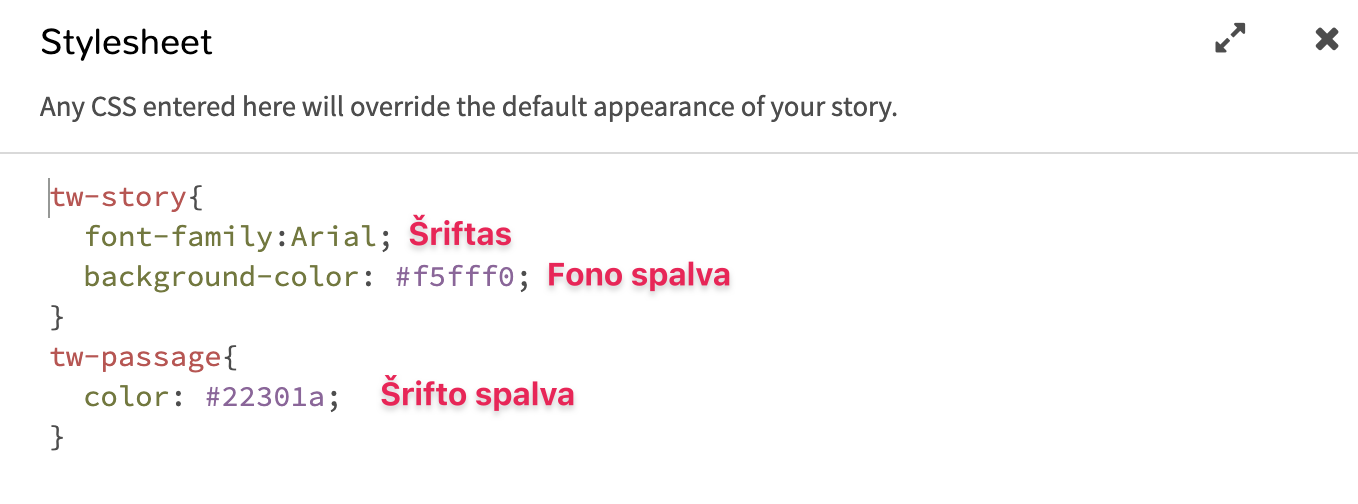 Stylesheet
Any CSS entered here will override the default appearance of your story.
tw-story{
font-family:Arial; Šriftas
background-color: #f5fff0; Fono spalva
}
tw-passage{
color: #22301a; Šrifto spalva
}